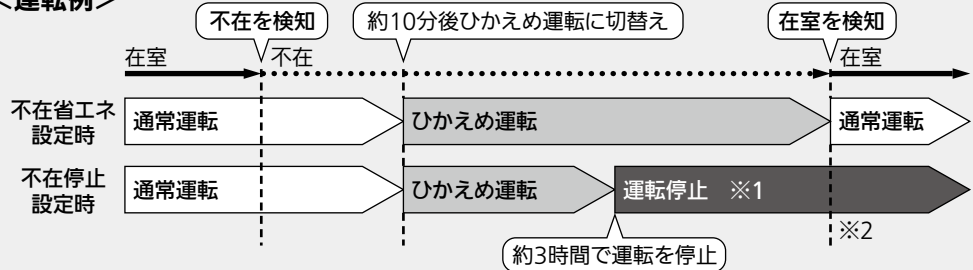 ＜運転例＞
不在を検知
約10分後ひかえめ運転に切替え
在室を検知
在室
不在
在室
不在省エネ
設定時
通常運転
ひかえめ運転
通常運転
不在停止
設定時
通常運転
ひかえめ運転
運転停止　※1
※2
約3時間で運転を停止